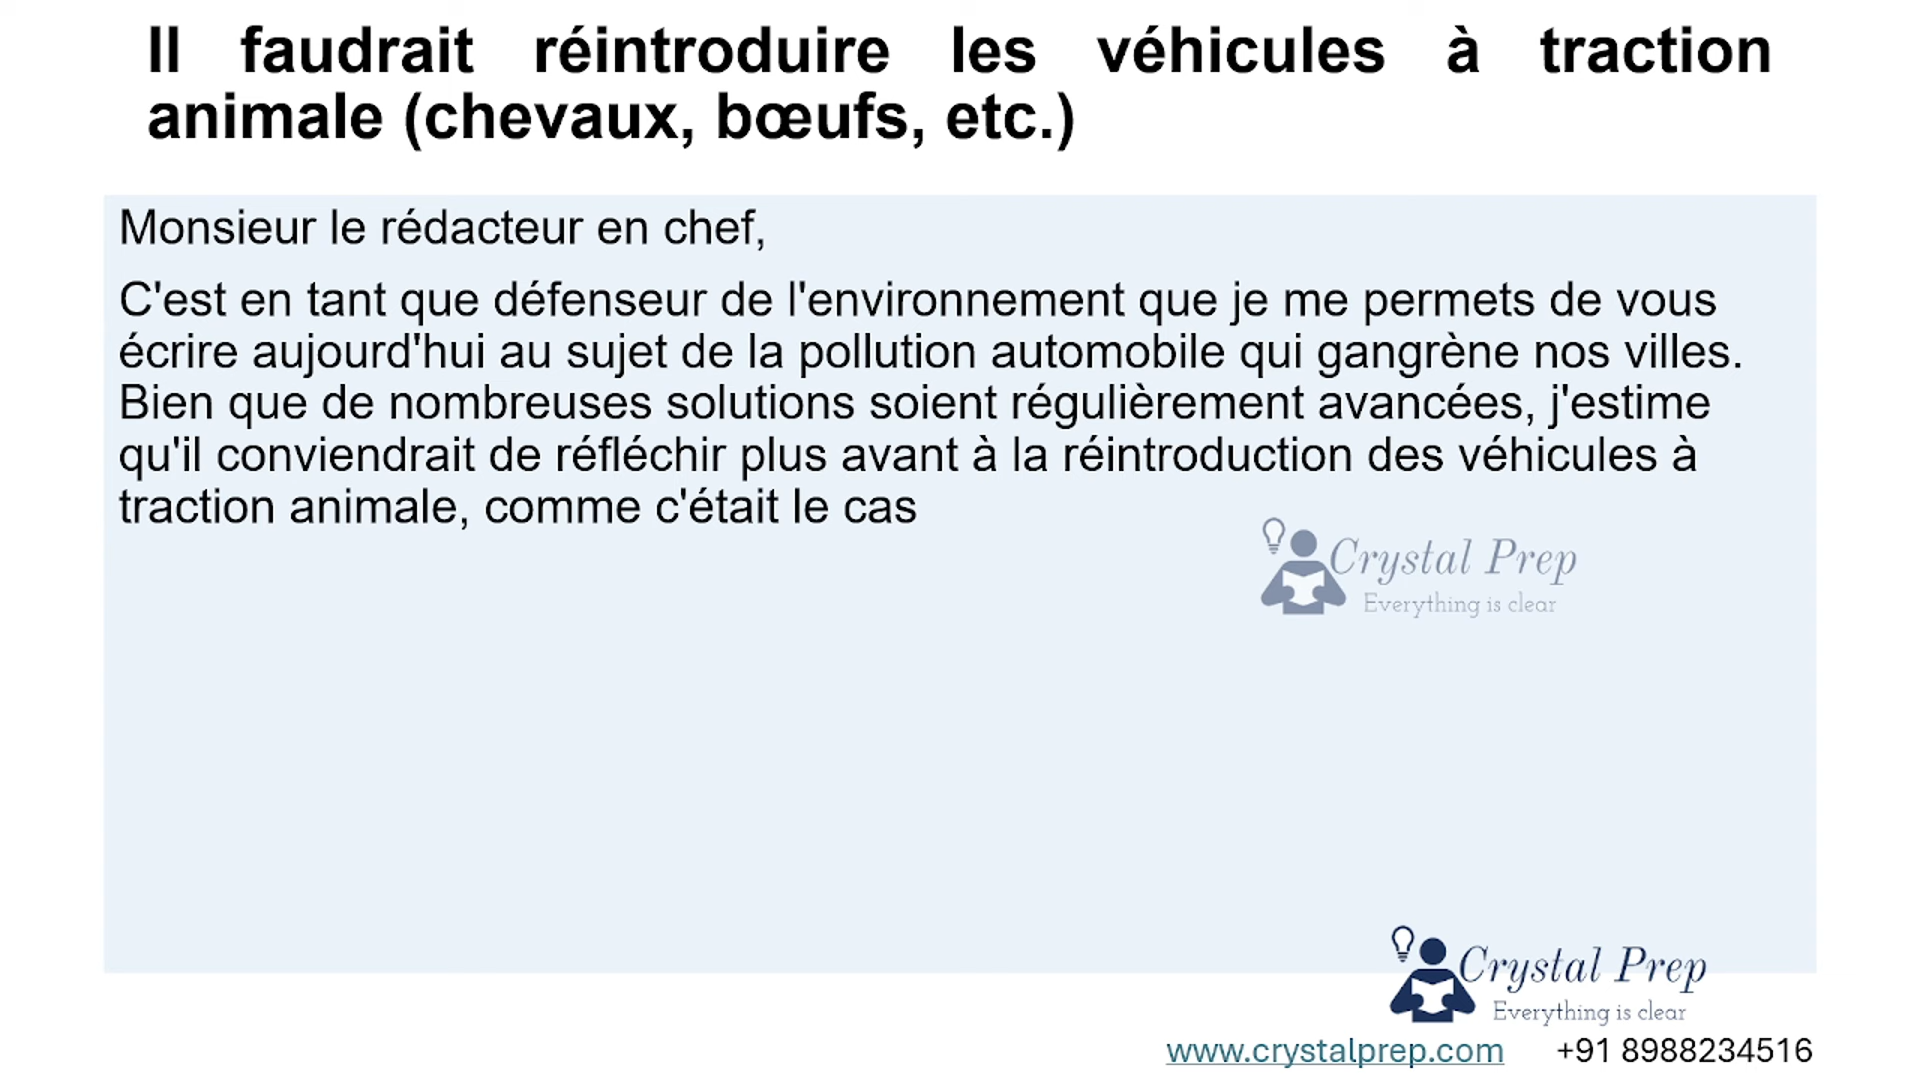 Il faudrait réintroduire les véhicules à traction
animale (chevaux, bœufs, etc.)
Monsieur le rédacteur en chef,
C'est en tant que défenseur de l'environnement que je me permets de vous
écrire aujourd'hui au sujet de la pollution automobile qui gangrène nos villes.
Bien que de nombreuses solutions soient régulièrement avancées, j'estime
qu'il conviendrait de réfléchir plus avant à la réintroduction des véhicules à
traction animale, comme c'était le cas
Crystal Prep
Everything is clear
Crystal Prep
Everything is clear
www.crystalprep.com +91 8988234516